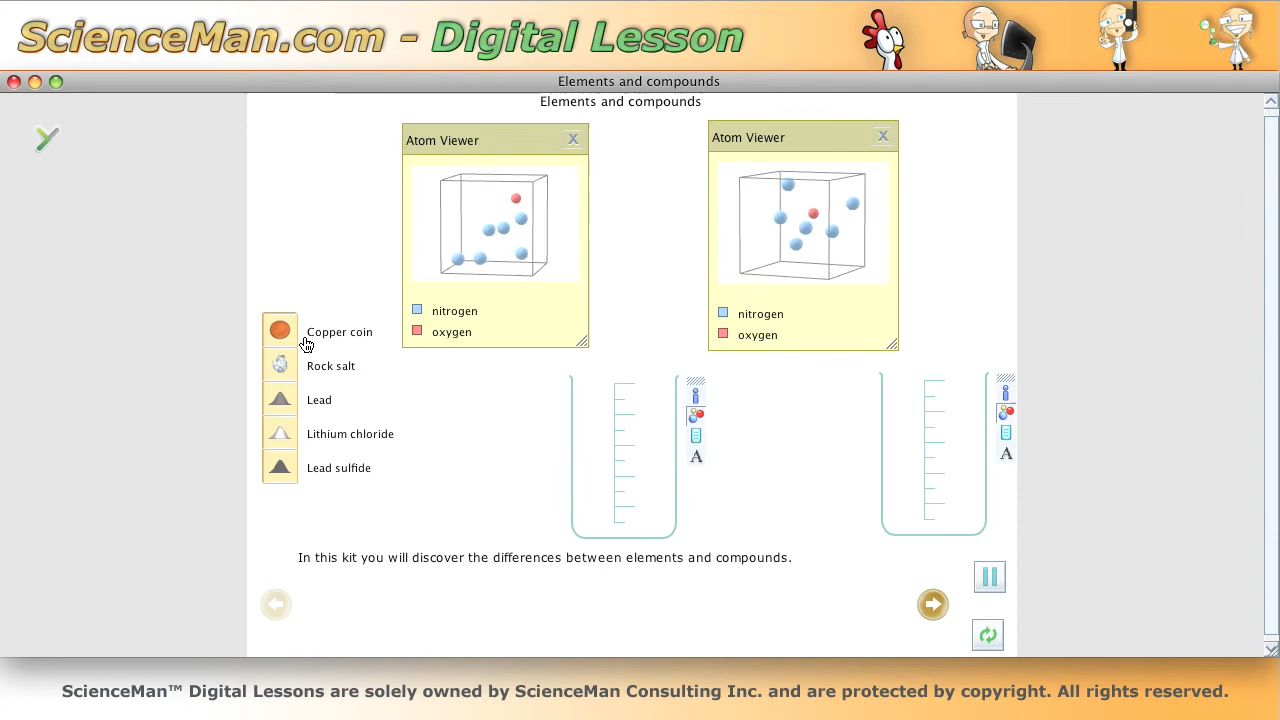 ScienceMan.com - Digital Lesson
Elements and compounds
Elements and compounds
Atom Viewer X
nitrogen
oxygen
Atom Viewer X
nitrogen
oxygen
Copper coin
Rock salt
Lead
Lithium chloride
Lead sulfide
A
A
In this kit you will discover the differences between elements and compounds.
ScienceMan™ Digital Lessons are solely owned by ScienceMan Consulting Inc. and are protected by copyright. All rights reserved.